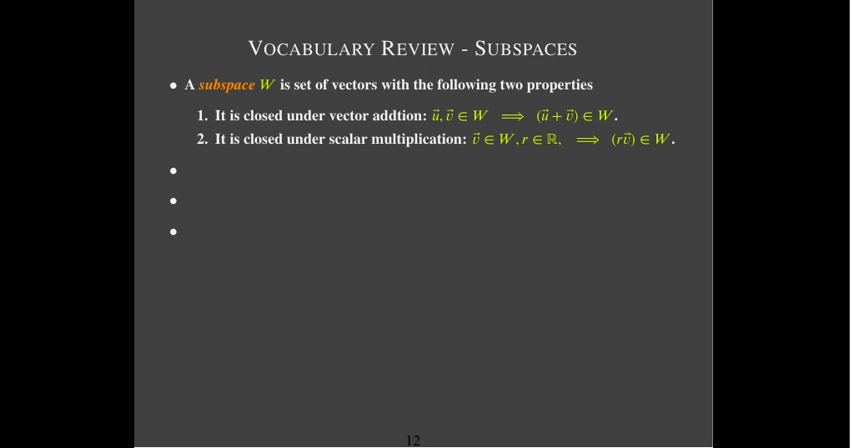 VOCABULARY REVIEW - SUBSPACES
• A subspace W is set of vectors with the following two properties
1. It is closed under vector addtion: u⃗, v⃗ ∈ W ⟹ (u⃗ + v⃗) ∈ W.
2. It is closed under scalar multiplication: v⃗ ∈ W, r ∈ ℝ, ⟹ (rv⃗) ∈ W.
•
•
•
12